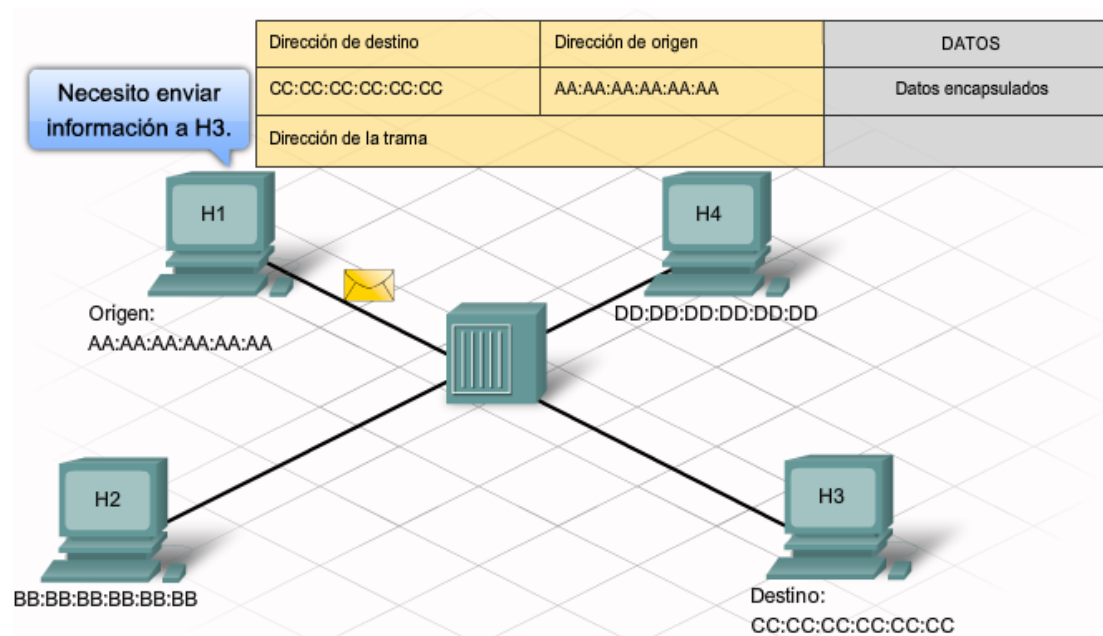 Dirección de destino
Dirección de origen
DATOS
CC:CC:CC:CC:CC:CC
AA:AA:AA:AA:AA:AA
Datos encapsulados
Dirección de la trama
Necesito enviar
información a H3.
H1
H4
Origen:
AA:AA:AA:AA:AA:AA
DD:DD:DD:DD:DD:DD
H2
H3
BB:BB:BB:BB:BB:BB
Destino:
CC:CC:CC:CC:CC:CC